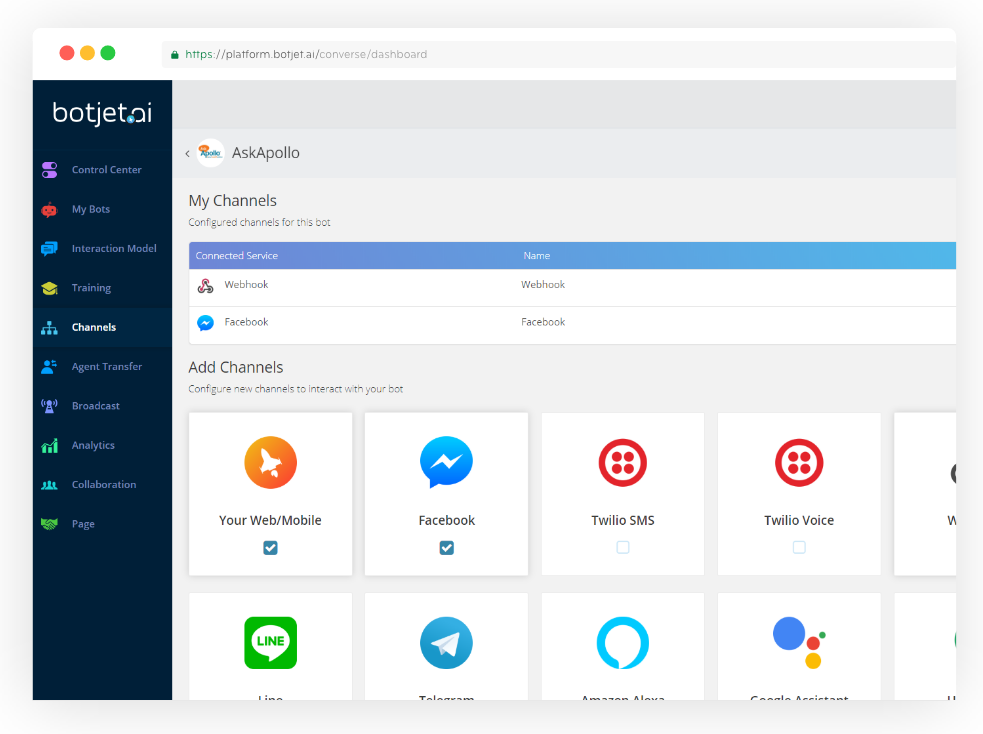 https://platform.botjet.ai/converse/dashboard
botjet.ai
Control Center
My Bots
Interaction Model
Training
Channels
Agent Transfer
Broadcast
Analytics
Collaboration
Page
Apollo
AskApollo
My Channels
Configured channels for this bot
Connected Service Name
Webhook Webhook
Facebook Facebook
Add Channels
Configure new channels to interact with your bot
Your Web/Mobile Facebook Twilio SMS Twilio Voice
LINE
Line Telegram Amazon Alexa Google Assistant